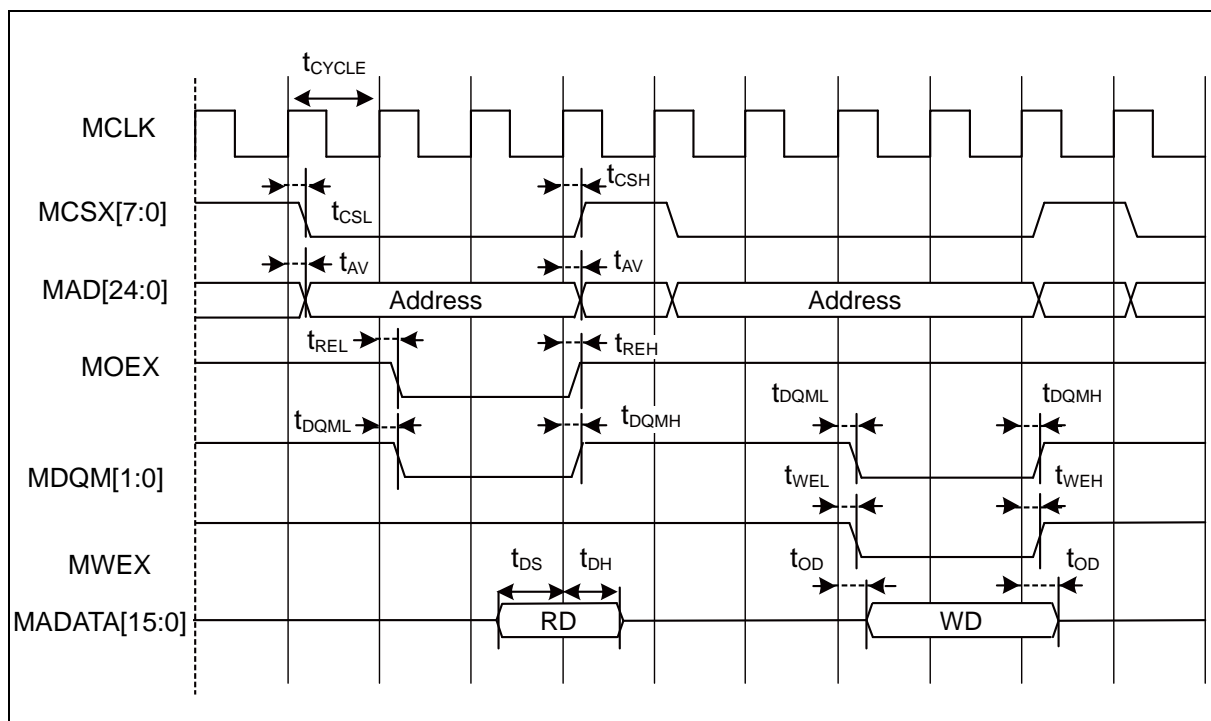 tCYCLE
MCLK
tCSH
MCSX[7:0]
tCSL
tAV
tAV
MAD[24:0]
Address
Address
tREL
tREH
MOEX
tDQML
tDQMH
tDQML
tDQMH
MDQM[1:0]
tWEL
tWEH
MWEX
tDS
tDH
tOD
tOD
MADATA[15:0]
RD
WD